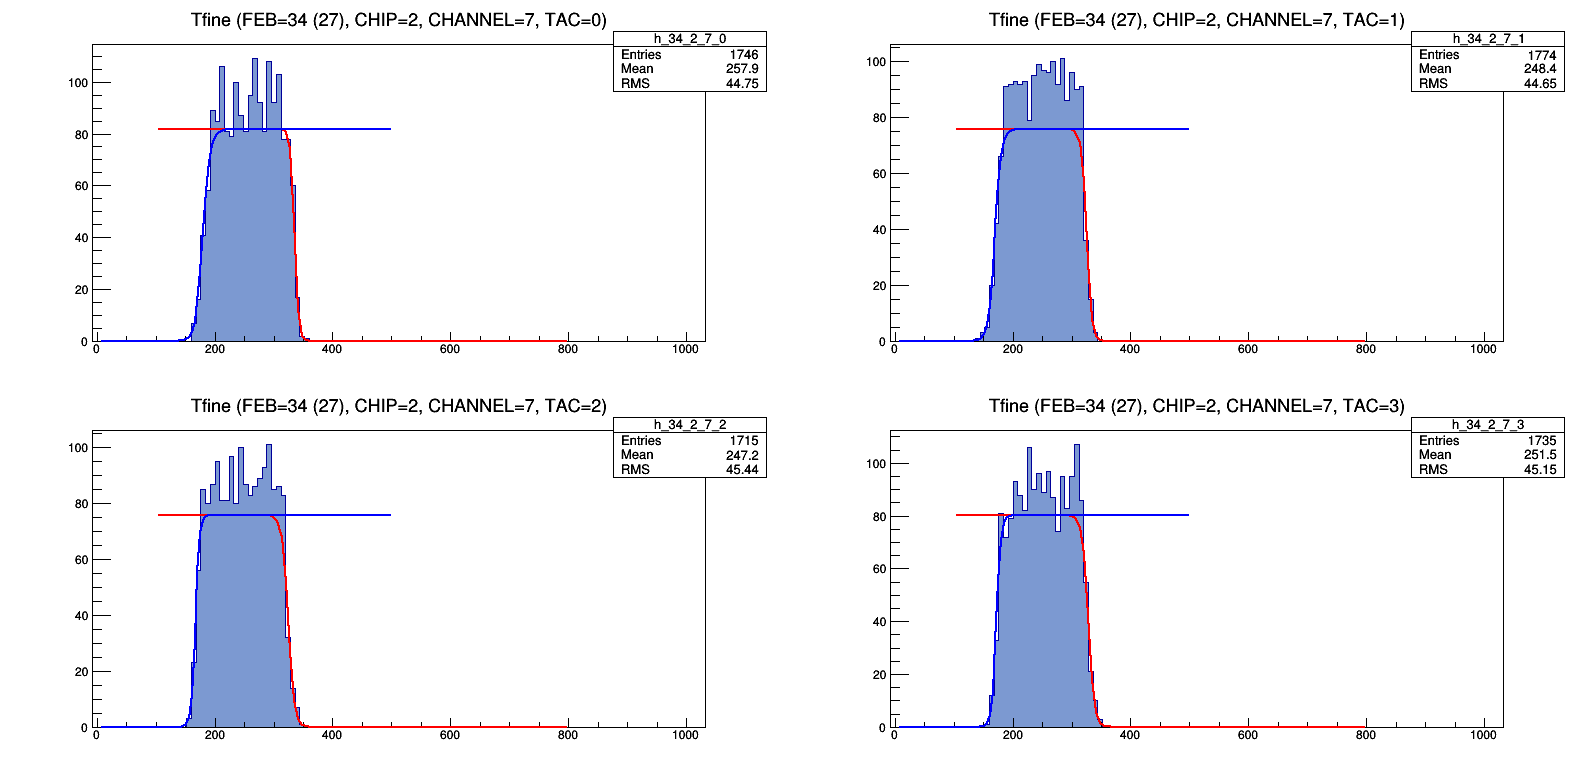 Tfine (FEB=34 (27), CHIP=2, CHANNEL=7, TAC=0)
h_34_2_7_0
Entries 1746
Mean 257.9
RMS 44.75
100
80
60
40
20
0
0 200 400 600 800 1000
Tfine (FEB=34 (27), CHIP=2, CHANNEL=7, TAC=1)
h_34_2_7_1
Entries 1774
Mean 248.4
RMS 44.65
100
80
60
40
20
0
0 200 400 600 800 1000
Tfine (FEB=34 (27), CHIP=2, CHANNEL=7, TAC=2)
h_34_2_7_2
Entries 1715
Mean 247.2
RMS 45.44
100
80
60
40
20
0
0 200 400 600 800 1000
Tfine (FEB=34 (27), CHIP=2, CHANNEL=7, TAC=3)
h_34_2_7_3
Entries 1735
Mean 251.5
RMS 45.15
100
80
60
40
20
0
0 200 400 600 800 1000